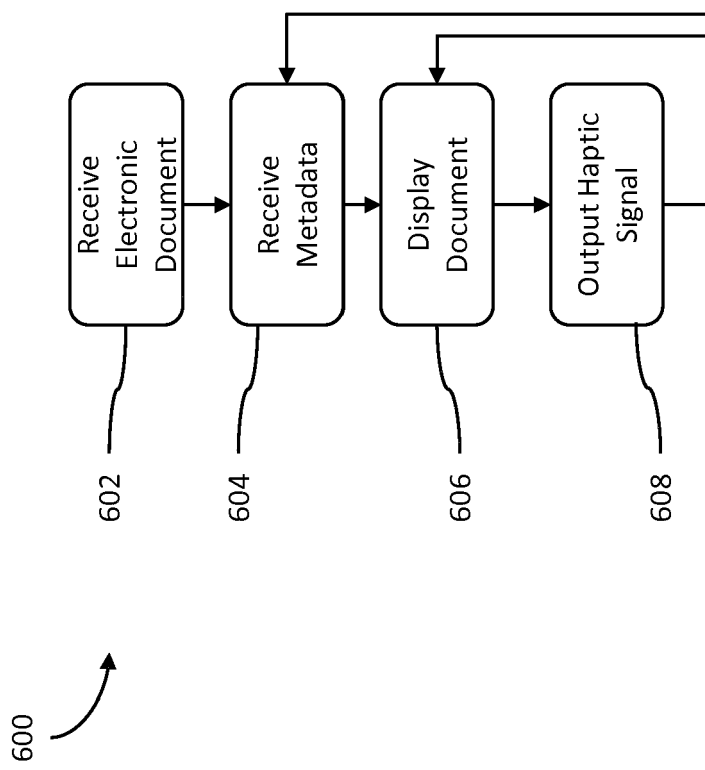 600
602
Receive
Electronic
Document
604
Receive
Metadata
606
Display
Document
608
Output Haptic
Signal